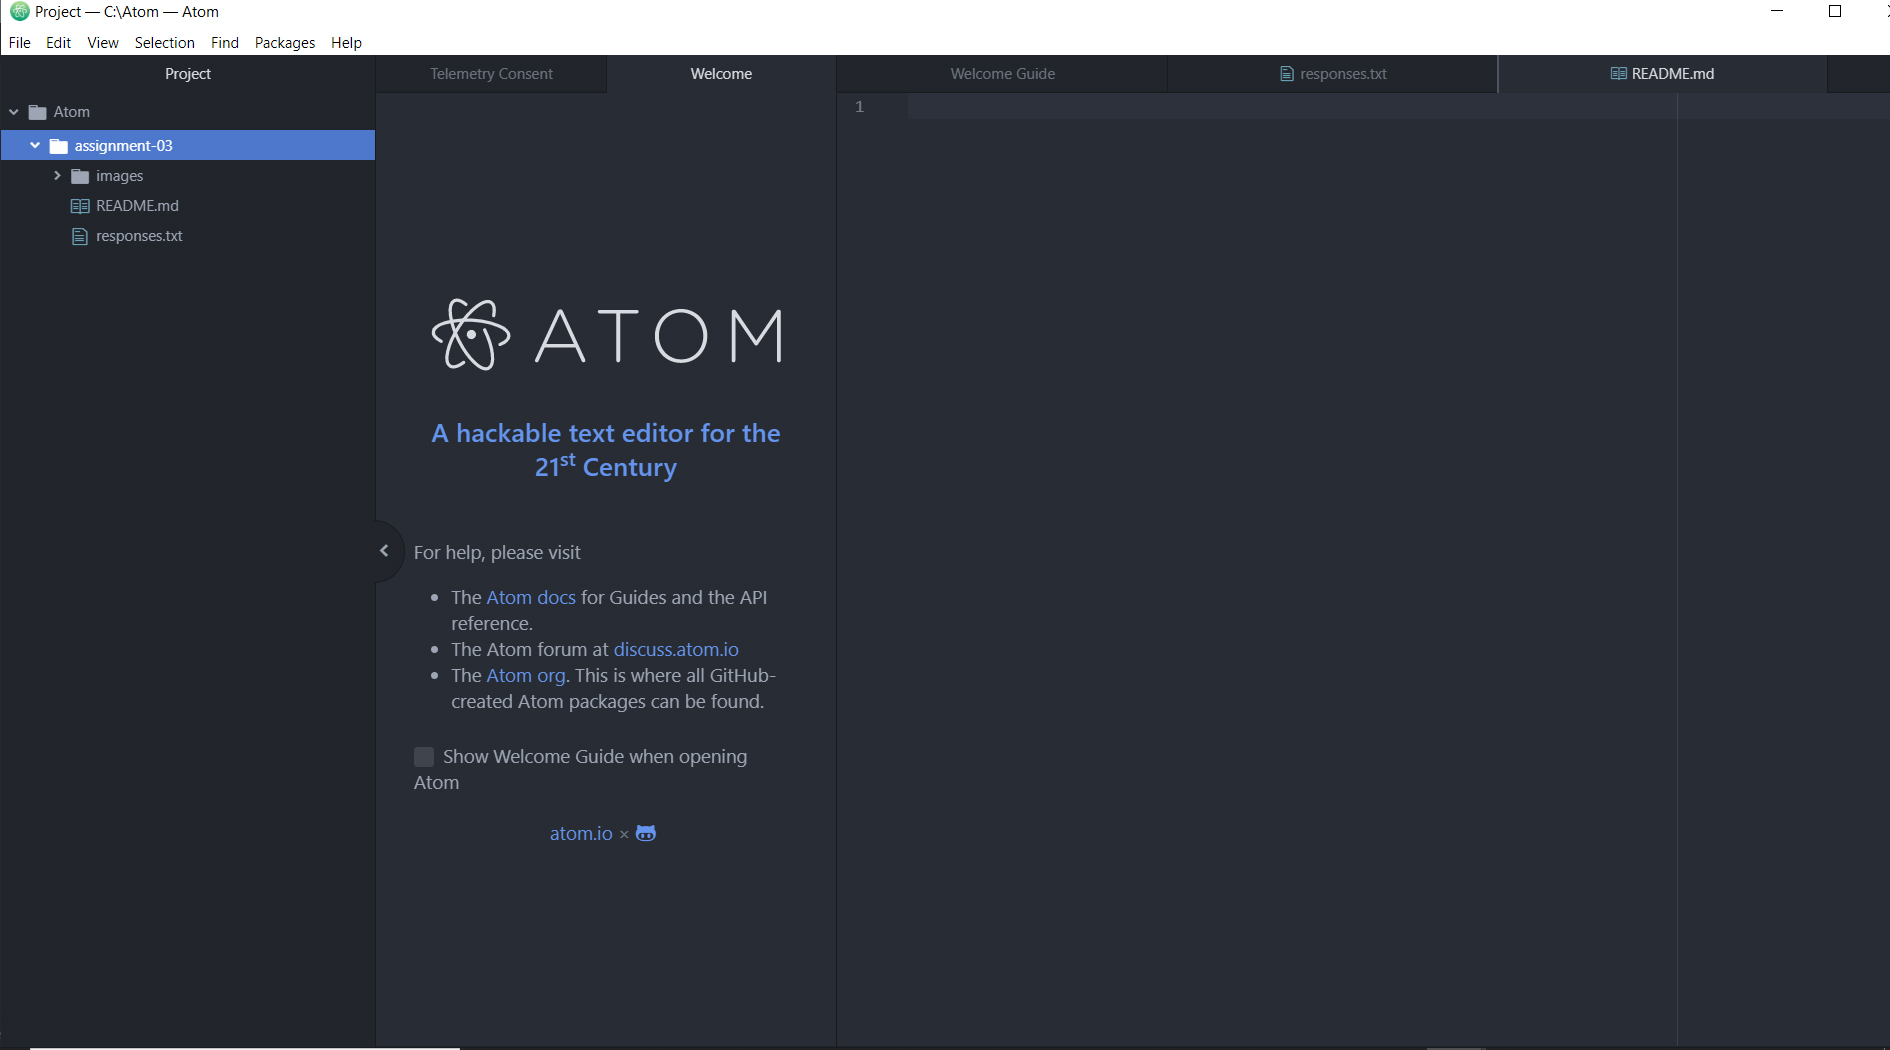 Project — C:\Atom — Atom
File Edit View Selection Find Packages Help
Project
Telemetry Consent
Welcome
Welcome Guide
responses.txt
README.md
Atom
assignment-03
images
README.md
responses.txt
1
ATOM
A hackable text editor for the
21st Century
For help, please visit
• The Atom docs for Guides and the API
reference.
• The Atom forum at discuss.atom.io
• The Atom org. This is where all GitHub-
created Atom packages can be found.
Show Welcome Guide when opening
Atom
atom.io ×